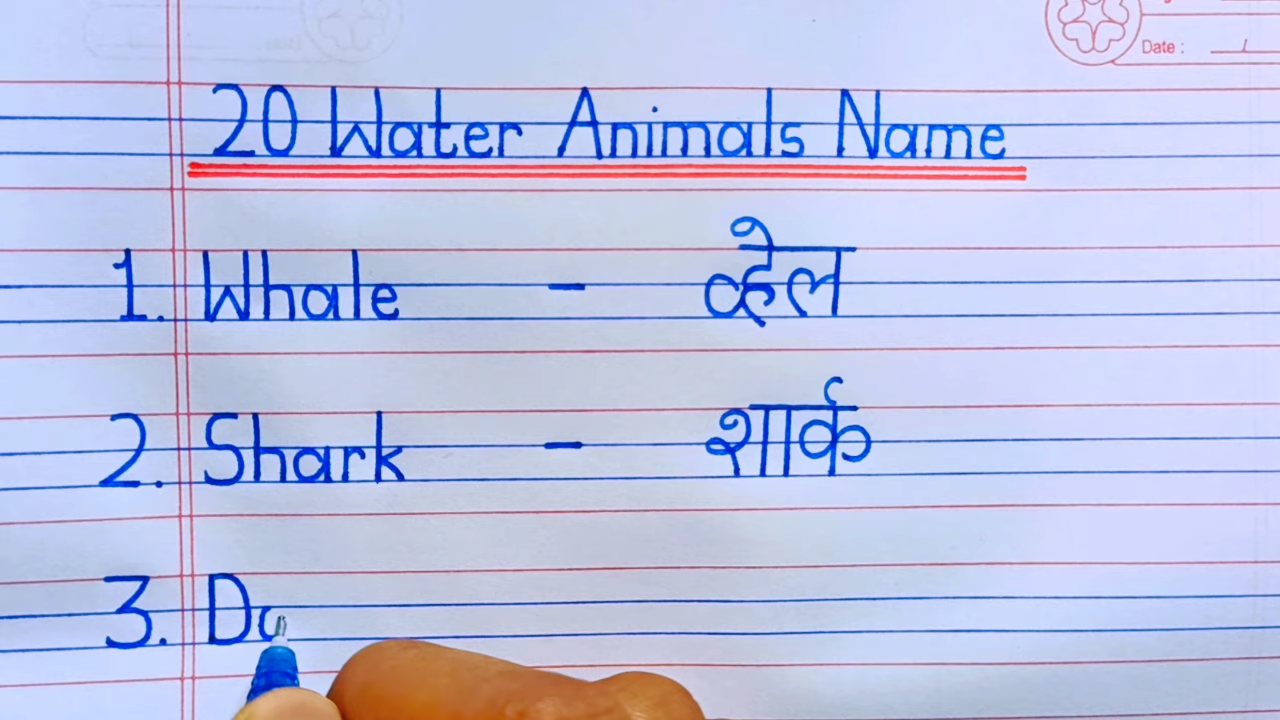 Date :
20 Water Animals Name
1. Whale - व्हेल
2. Shark - शार्क
3. D